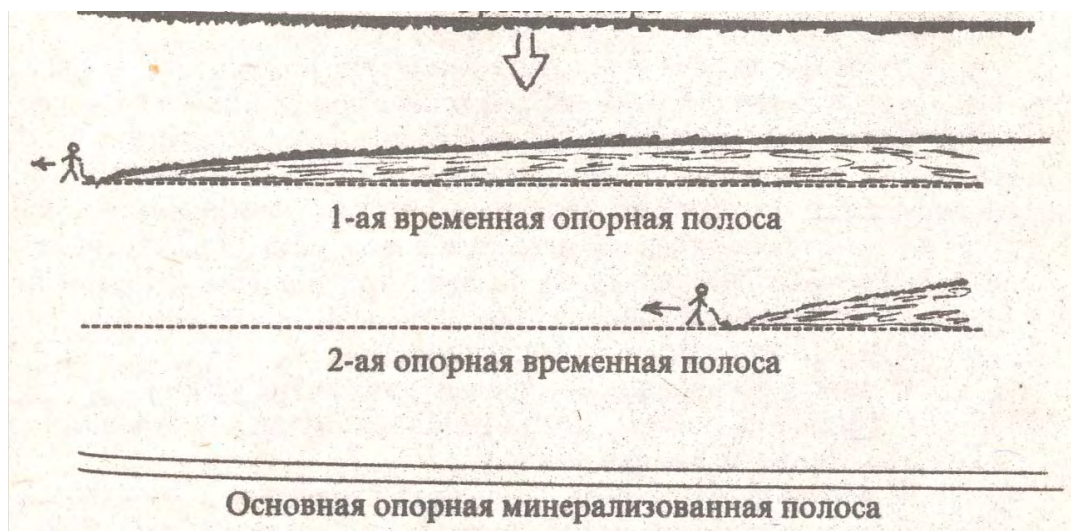 1-ая временная опорная полоса
2-ая опорная временная полоса
Основная опорная минерализованная полоса